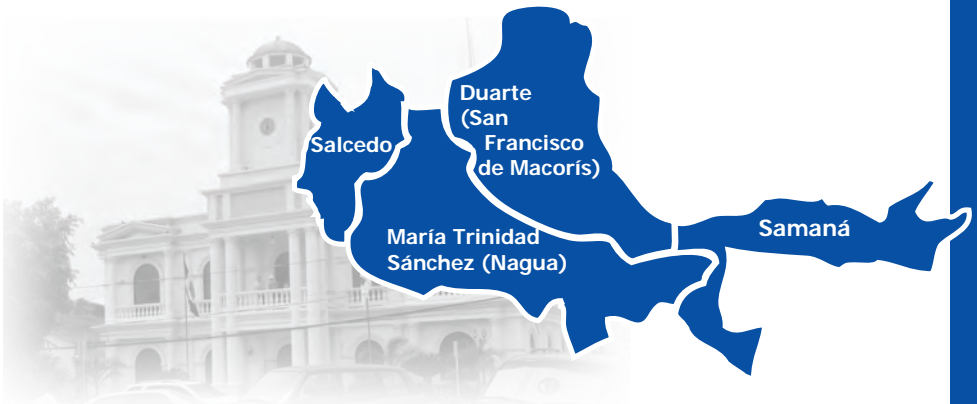 Duarte
(San
Francisco
de Macorís)
Salcedo
María Trinidad
Sánchez (Nagua)
Samaná